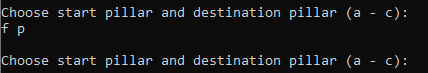 Choose start pillar and destination pillar (a - c):
f p
Choose start pillar and destination pillar (a - c):